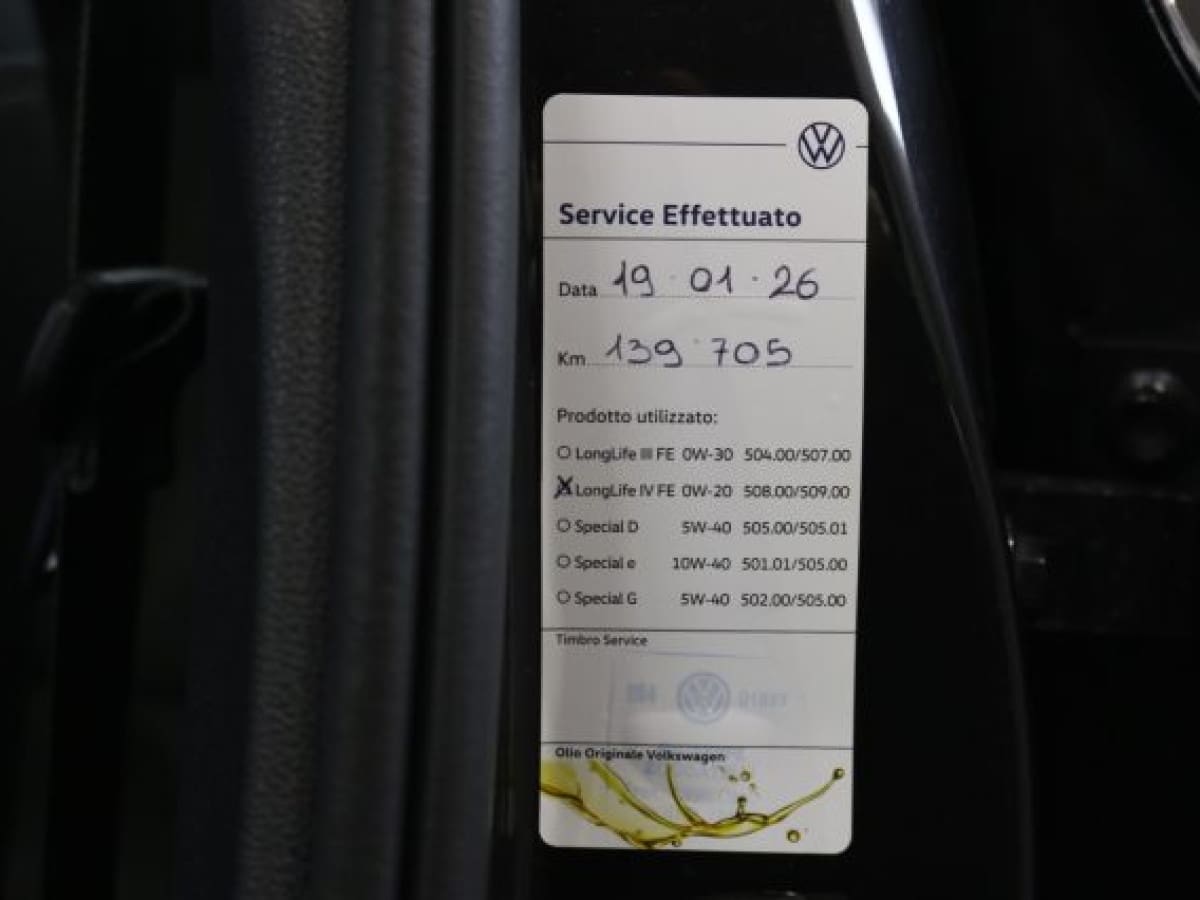 Service Effettuato
Data 19 · 01 · 26
Km 139 705
Prodotto utilizzato:
LongLife III FE 0W-30 504.00/507.00
X LongLife IV FE 0W-20 508.00/509.00
Special D 5W-40 505.00/505.01
Special e 10W-40 501.01/505.00
Special G 5W-40 502.00/505.00
Timbro Service
Olio Originale Volkswagen